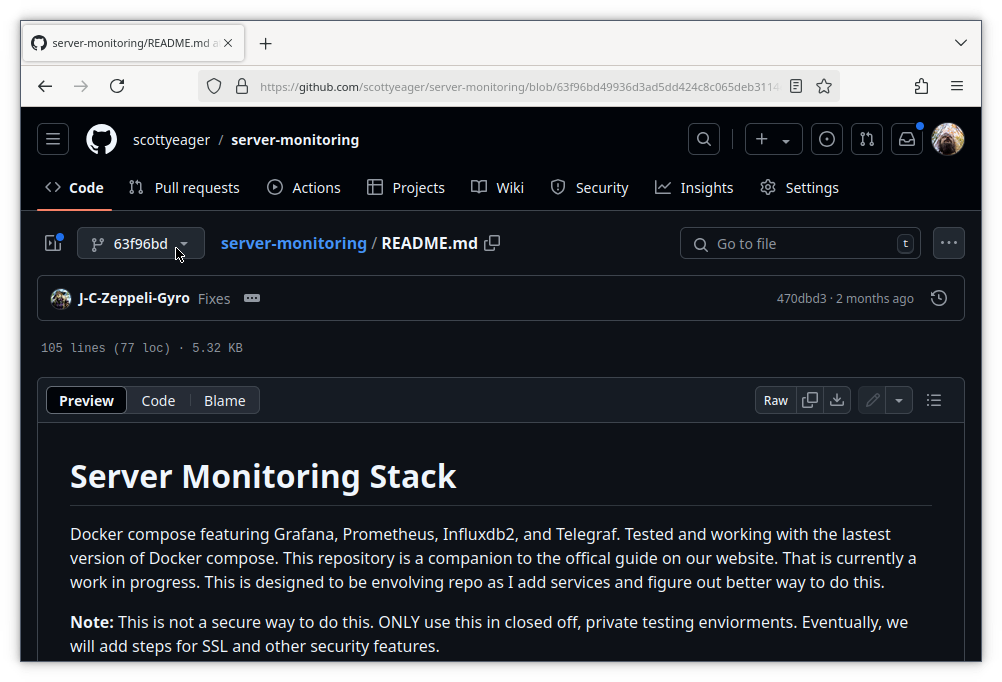 server-monitoring/README.md a
https://github.com/scottyeager/server-monitoring/blob/63f96bd49936d3ad5dd424c8c065deb3114
scottyeager / server-monitoring
Code Pull requests Actions Projects Wiki Security Insights Settings
63f96bd server-monitoring / README.md Go to file t
J-C-Zeppeli-Gyro Fixes 470dbd3 · 2 months ago
105 lines (77 loc) · 5.32 KB
Preview Code Blame Raw
Server Monitoring Stack
Docker compose featuring Grafana, Prometheus, Influxdb2, and Telegraf. Tested and working with the lastest
version of Docker compose. This repository is a companion to the offical guide on our website. That is currently a
work in progress. This is designed to be envolving repo as I add services and figure out better way to do this.
Note: This is not a secure way to do this. ONLY use this in closed off, private testing enviorments. Eventually, we
will add steps for SSL and other security features.